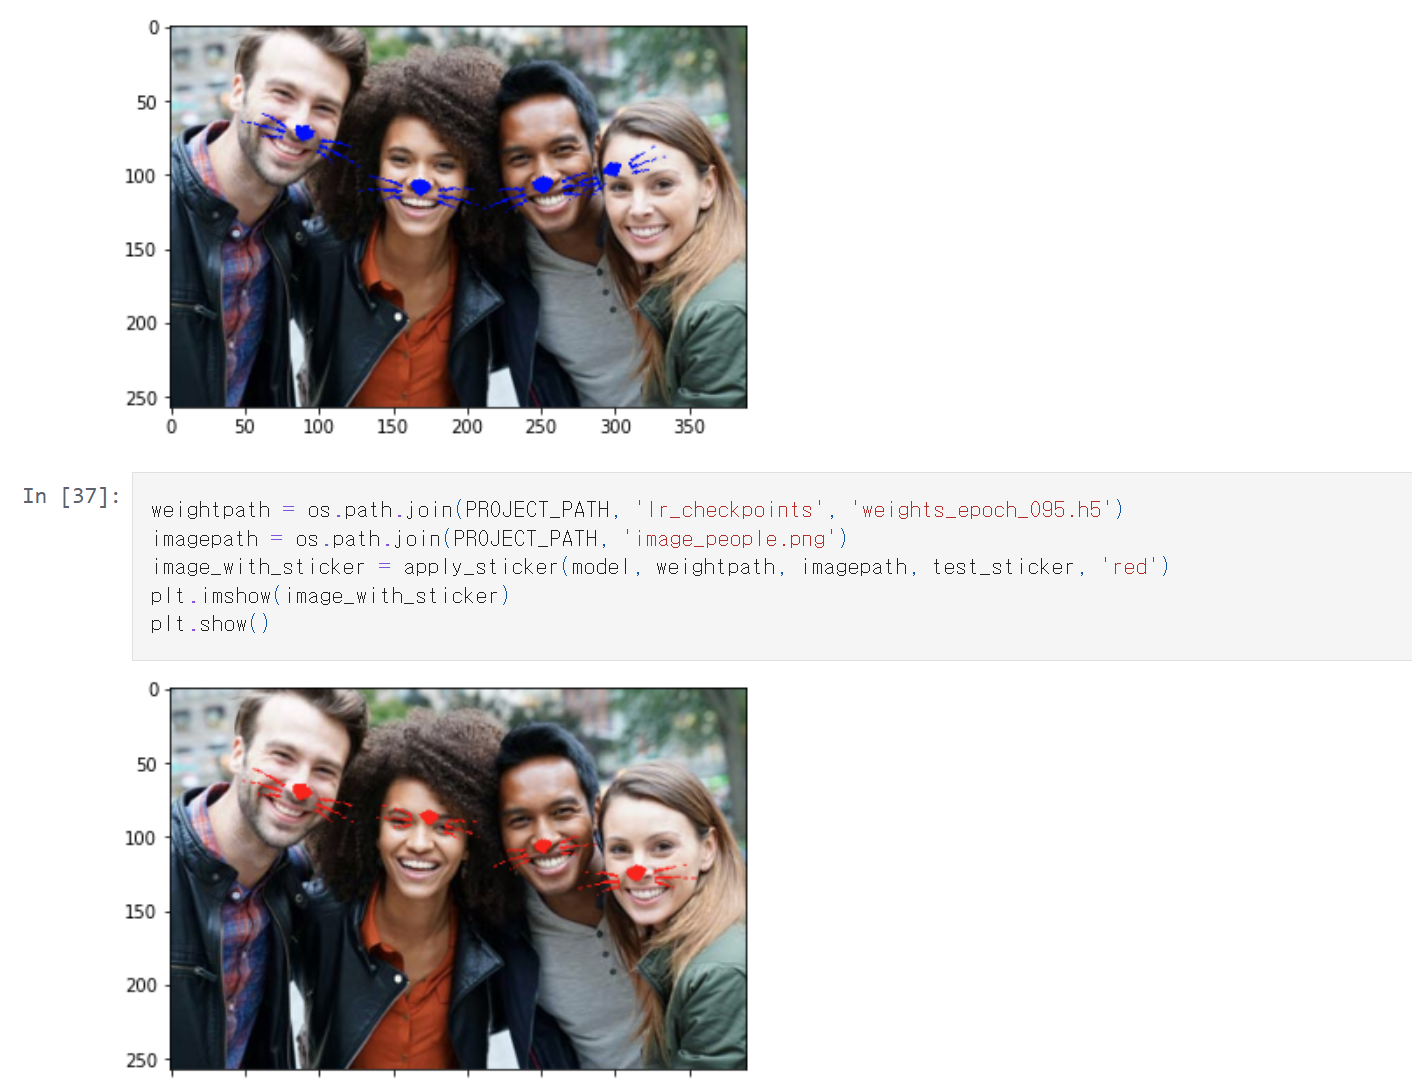 0
50
100
150
200
250
0 50 100 150 200 250 300 350
In [37]:
weightpath = os.path.join(PROJECT_PATH, 'lr_checkpoints', 'weights_epoch_095.h5')
imagepath = os.path.join(PROJECT_PATH, 'image_people.png')
image_with_sticker = apply_sticker(model, weightpath, imagepath, test_sticker, 'red')
plt.imshow(image_with_sticker)
plt.show()
0
50
100
150
200
250